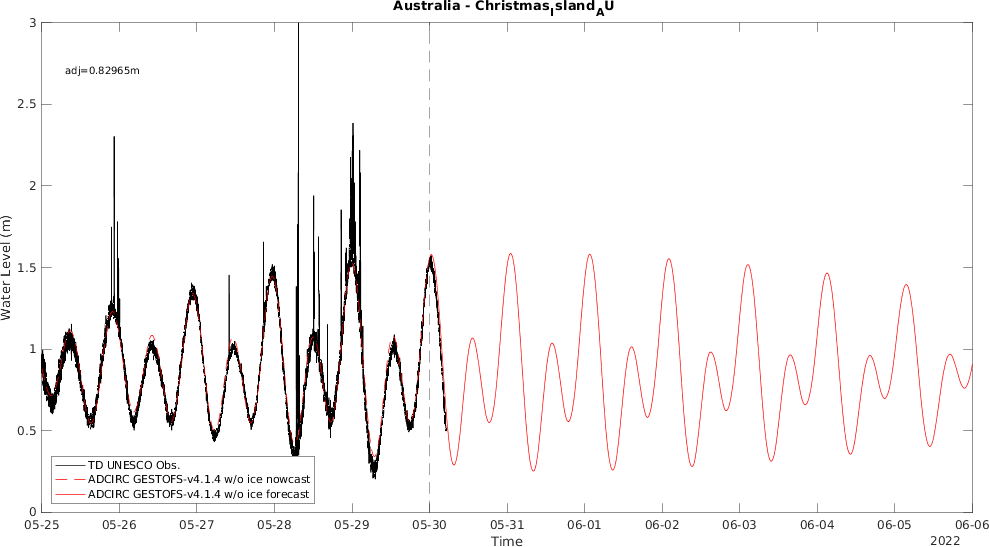 Australia - ChristmasIslandAU
adj=0.82965m
Water Level (m)
3
2.5
2
1.5
1
0.5
0
TD UNESCO Obs.
ADCIRC GESTOFS-v4.1.4 w/o ice nowcast
ADCIRC GESTOFS-v4.1.4 w/o ice forecast
05-25 05-26 05-27 05-28 05-29 05-30 05-31 06-01 06-02 06-03 06-04 06-05 06-06
Time
2022